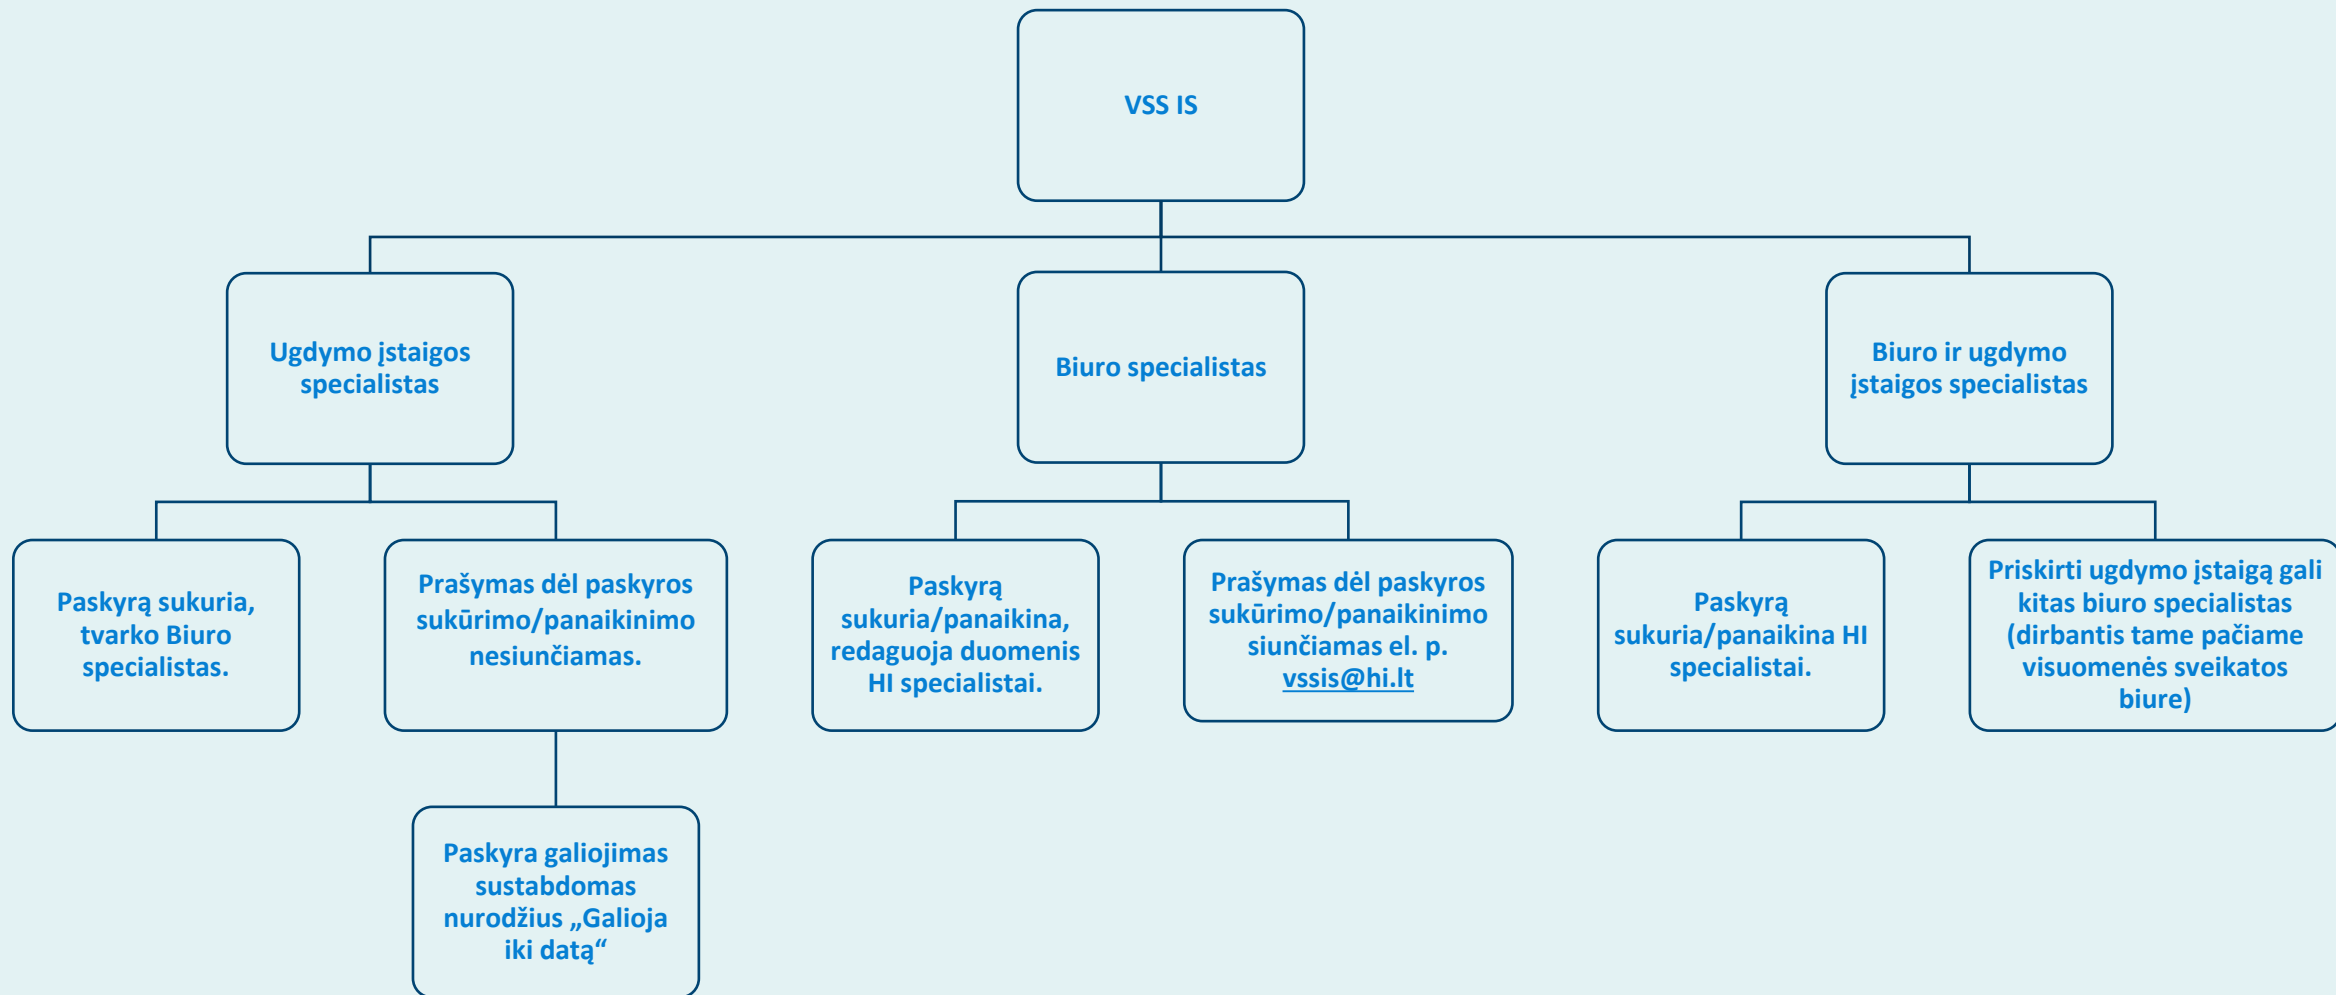 VSS IS
Ugdymo įstaigos
specialistas
Biuro specialistas
Biuro ir ugdymo
įstaigos specialistas
Paskyrą sukuria,
tvarko Biuro
specialistas.
Prašymas dėl paskyros
sukūrimo/panaikinimo
nesiunčiamas.
Paskyrą
sukuria/panaikina,
redaguoja duomenis
HI specialistai.
Prašymas dėl paskyros
sukūrimo/panaikinimo
siunčiamas el. p.
vssis@hi.lt
Paskyrą
sukuria/panaikina HI
specialistai.
Priskirti ugdymo įstaigą gali
kitas biuro specialistas
(dirbantis tame pačiame
visuomenės sveikatos
biure)
Paskyra galiojimas
sustabdomas
nurodžius „Galioja
iki datą“